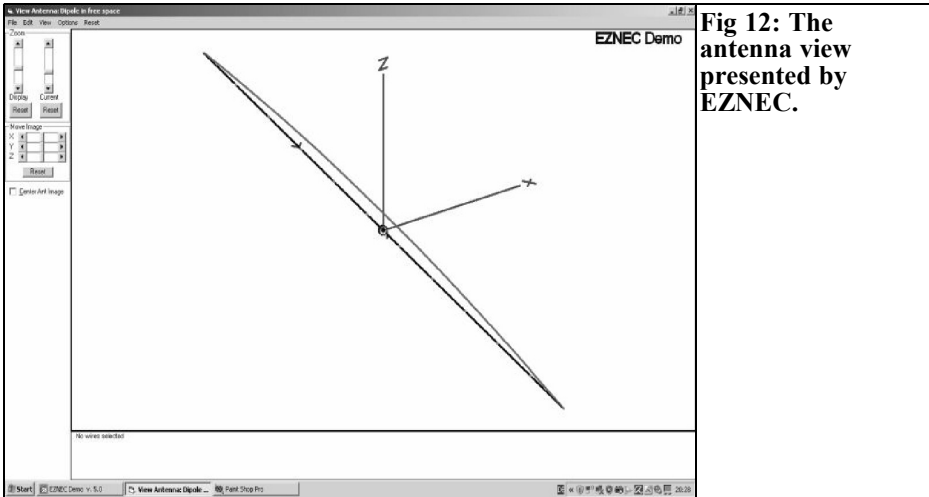 View Antenna: Dipole in free space
File Edit View Options Reset
EZNEC Demo
Zoom
Display Current
Reset Reset
Move Image
X
Y
Z
Reset
Center Ant Image
Z
X
No wires selected
Start EZNEC Demo v. 5.0 View Antenna: Dipole ... Paint Shop Pro 20:28
Fig 12: The
antenna view
presented by
EZNEC.